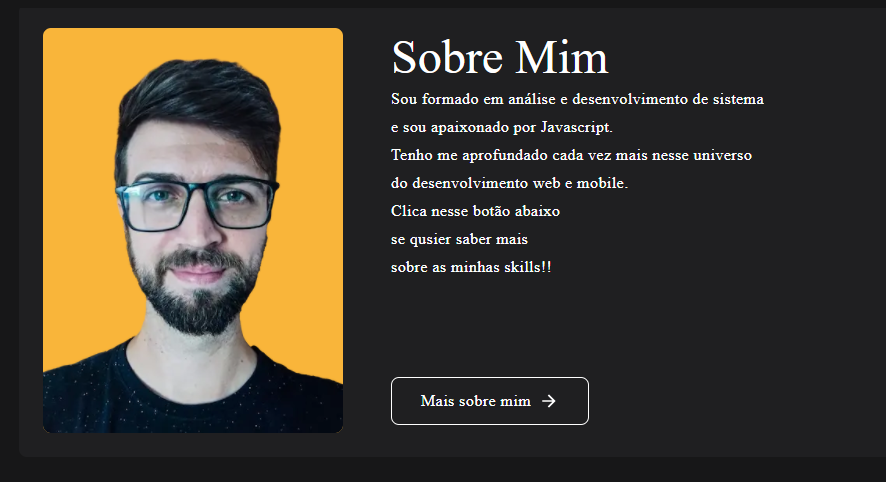 Sobre Mim
Sou formado em análise e desenvolvimento de sistema
e sou apaixonado por Javascript.
Tenho me aprofundado cada vez mais nesse universo
do desenvolvimento web e mobile.
Clica nesse botão abaixo
se qusier saber mais
sobre as minhas skills!!
Mais sobre mim →